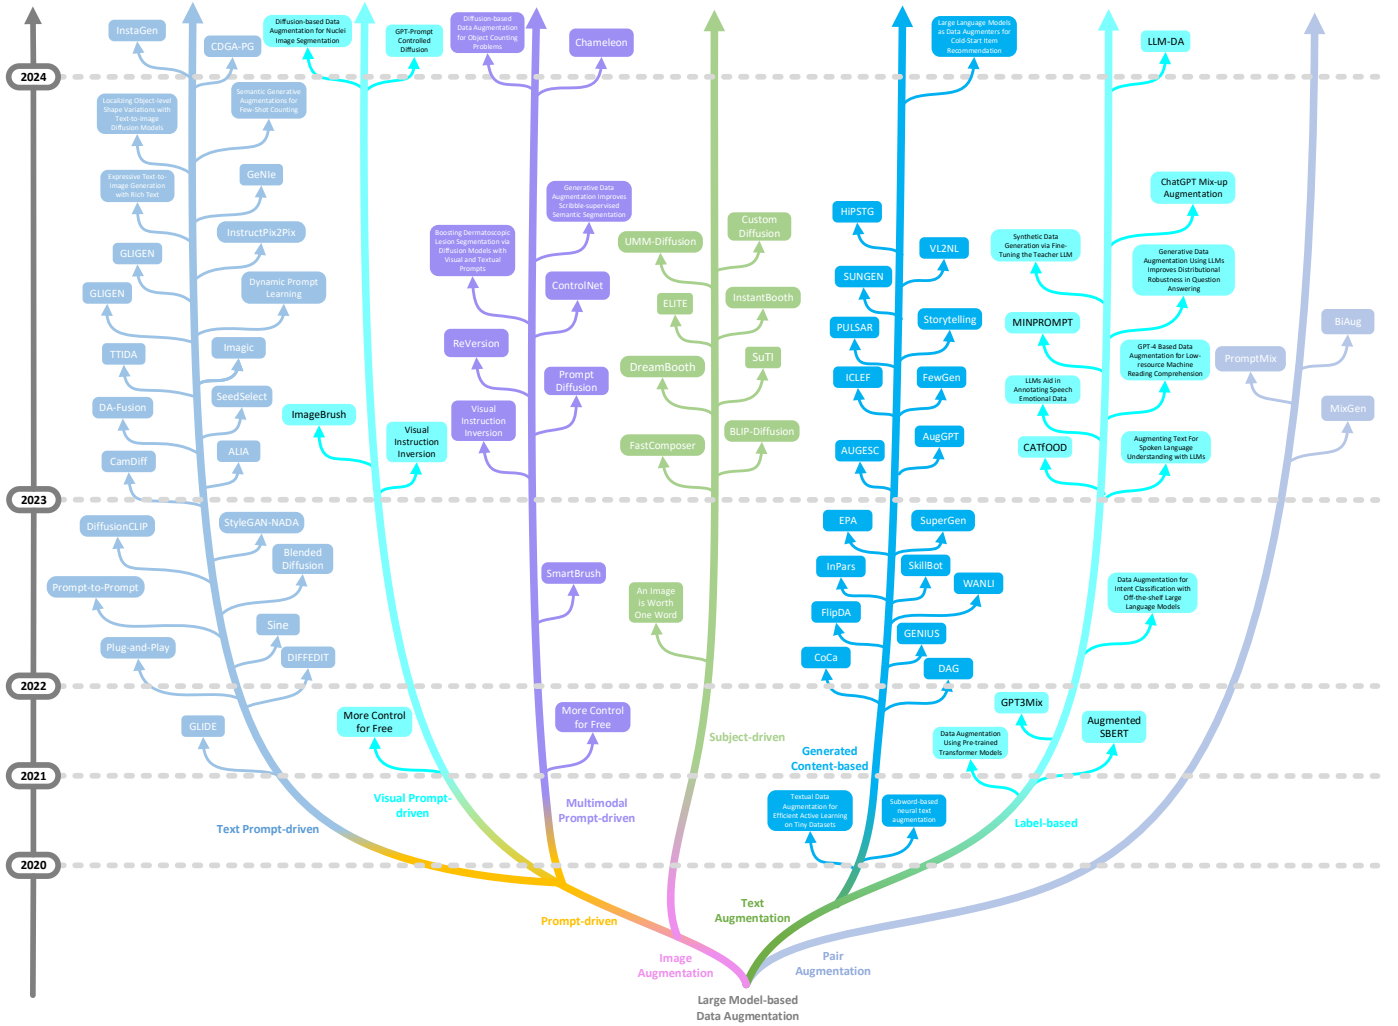 InstaGen
CDGA-PG
Diffusion-based Data
Augmentation for Nuclei
Image Segmentation
GPT-Prompt
Controlled
Diffusion
Diffusion-based
Data Augmentation
for Object Counting
Problems
Chameleon
Large Language Models
as Data Augmenters for
Cold-Start Item
Recommendation
LLM-DA
2024
Localizing Object-level
Shape Variations with
Text-to-Image
Diffusion Models
Semantic Generative
Augmentations for
Few-Shot Counting
Expressive Text-to-
Image Generation
with Rich Text
GeNIe
InstructPix2Pix
GLIGEN
GLIGEN
Dynamic Prompt
Learning
TTIDA
Imagic
DA-Fusion
SeedSelect
CamDiff
ALIA
ImageBrush
Visual
Instruction
Inversion
Generative Data
Augmentation Improves
Scribble-supervised
Semantic Segmentation
Boosting Dermatoscopic
Lesion Segmentation via
Diffusion Models with
Visual and Textual
Prompts
ControlNet
ReVersion
Prompt
Diffusion
Visual
Instruction
Inversion
Custom
Diffusion
UMM-Diffusion
ELITE
InstantBooth
DreamBooth
SuTI
FastComposer
BLIP-Diffusion
HiPSTG
VL2NL
SUNGEN
PULSAR
Storytelling
ICLEF
FewGen
AUGESC
AugGPT
ChatGPT Mix-up
Augmentation
Synthetic Data
Generation via Fine-
Tuning the Teacher LLM
Generative Data
Augmentation Using LLMs
Improves Distributional
Robustness in Question
Answering
MINPROMPT
GPT-4 Based Data
Augmentation for Low-
resource Machine
Reading Comprehension
LLMs Aid in
Annotating Speech
Emotional Data
CATfOOD
Augmenting Text For
Spoken Language
Understanding with LLMs
BiAug
PromptMix
MixGen
2023
DiffusionCLIP
StyleGAN-NADA
Blended
Diffusion
Prompt-to-Prompt
Sine
Plug-and-Play
DIFFEDIT
SmartBrush
An Image
is Worth
One Word
EPA
SuperGen
InPars
SkillBot
WANLI
FlipDA
GENIUS
CoCa
DAG
Data Augmentation for
Intent Classification with
Off-the-shelf Large
Language Models
2022
GLIDE
More Control
for Free
More Control
for Free
Subject-driven
Generated
Content-based
GPT3Mix
Augmented
SBERT
Data Augmentation
Using Pre-trained
Transformer Models
2021
Text Prompt-driven
Visual Prompt-
driven
Multimodal
Prompt-driven
Textual Data
Augmentation for
Efficient Active Learning
on Tiny Datasets
Subword-based
neural text
augmentation
Label-based
2020
Prompt-driven
Text
Augmentation
Image
Augmentation
Pair
Augmentation
Large Model-based
Data Augmentation